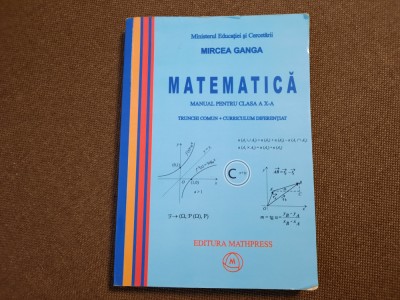 Ministerul Educației și Cercetării
MIRCEA GANGA
MATEMATICĂ
MANUAL PENTRU CLASA A X-A
TRUNCHI COMUN + CURRICULUM DIFERENȚIAT
C
EDITURA MATHPRESS
M